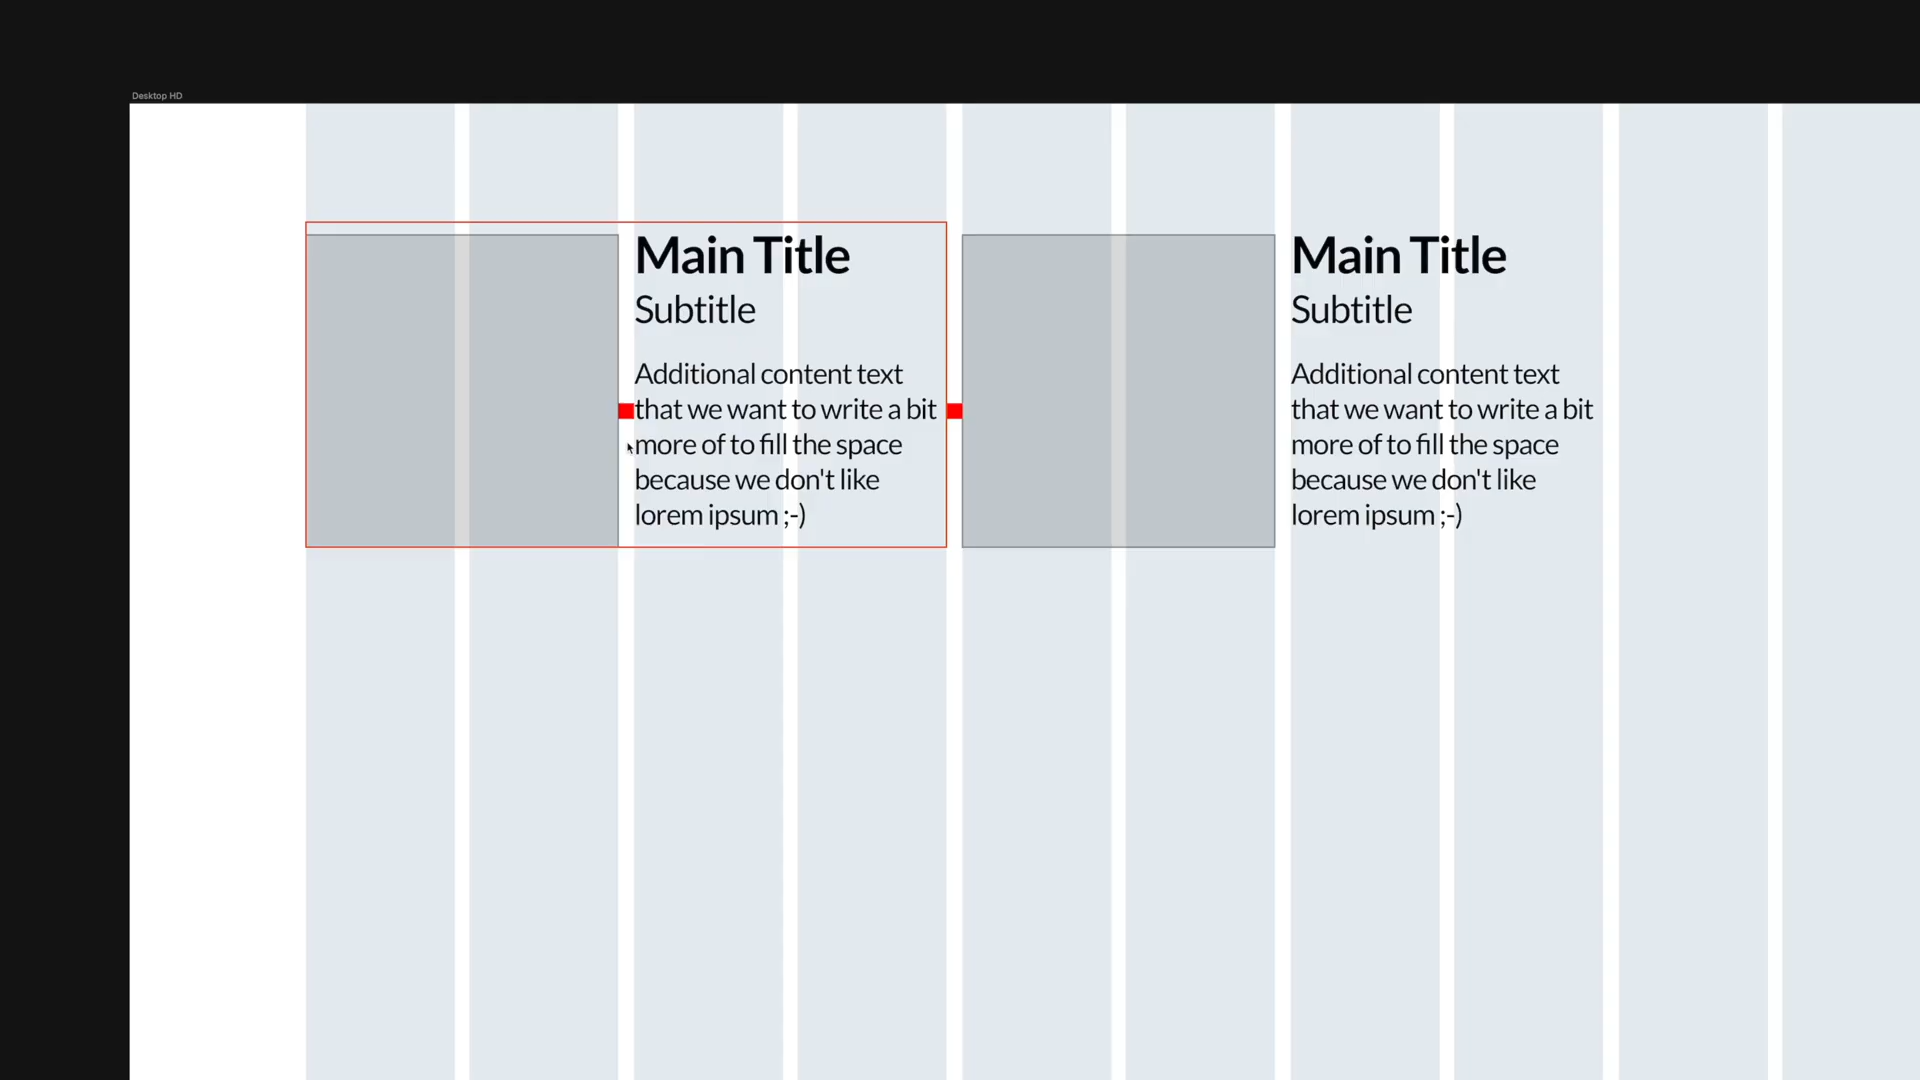 Desktop HD
Main Title
Subtitle
Additional content text
that we want to write a bit
more of to fill the space
because we don't like
lorem ipsum ;-)
Main Title
Subtitle
Additional content text
that we want to write a bit
more of to fill the space
because we don't like
lorem ipsum ;-)